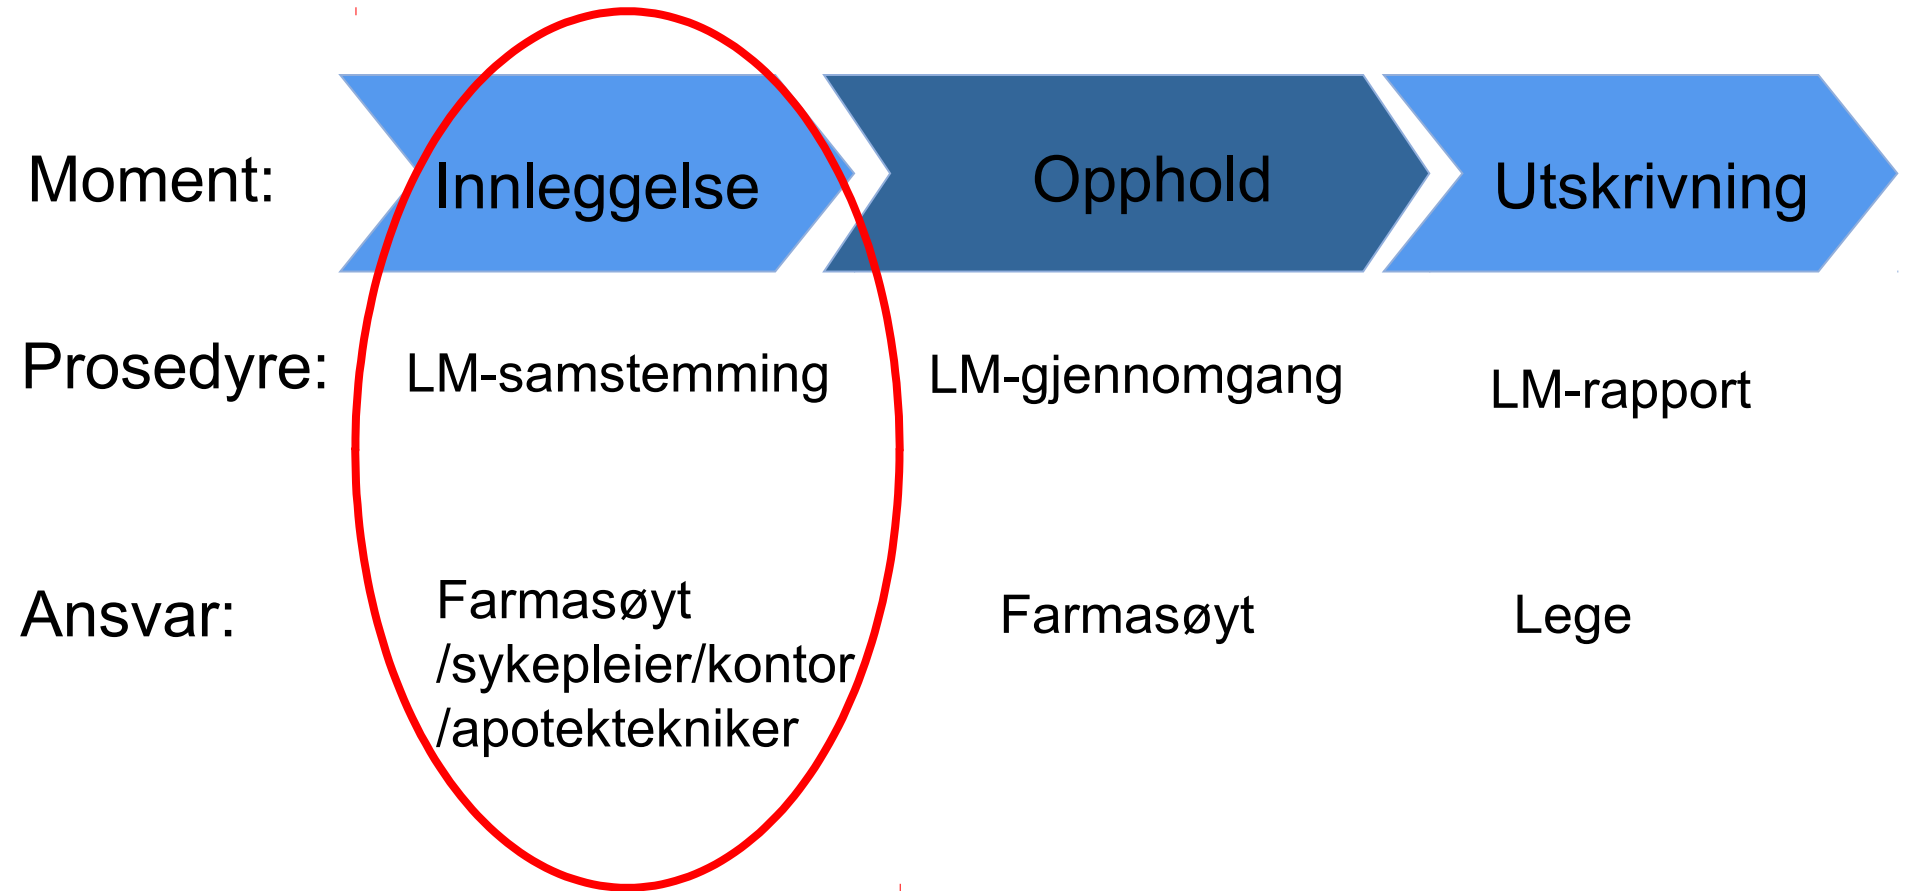 Moment:
Innleggelse
Opphold
Utskrivning
Prosedyre:
LM-samstemming
LM-gjennomgang
LM-rapport
Ansvar:
Farmasøyt
/sykepleier/kontor
/apotektekniker
Farmasøyt
Lege